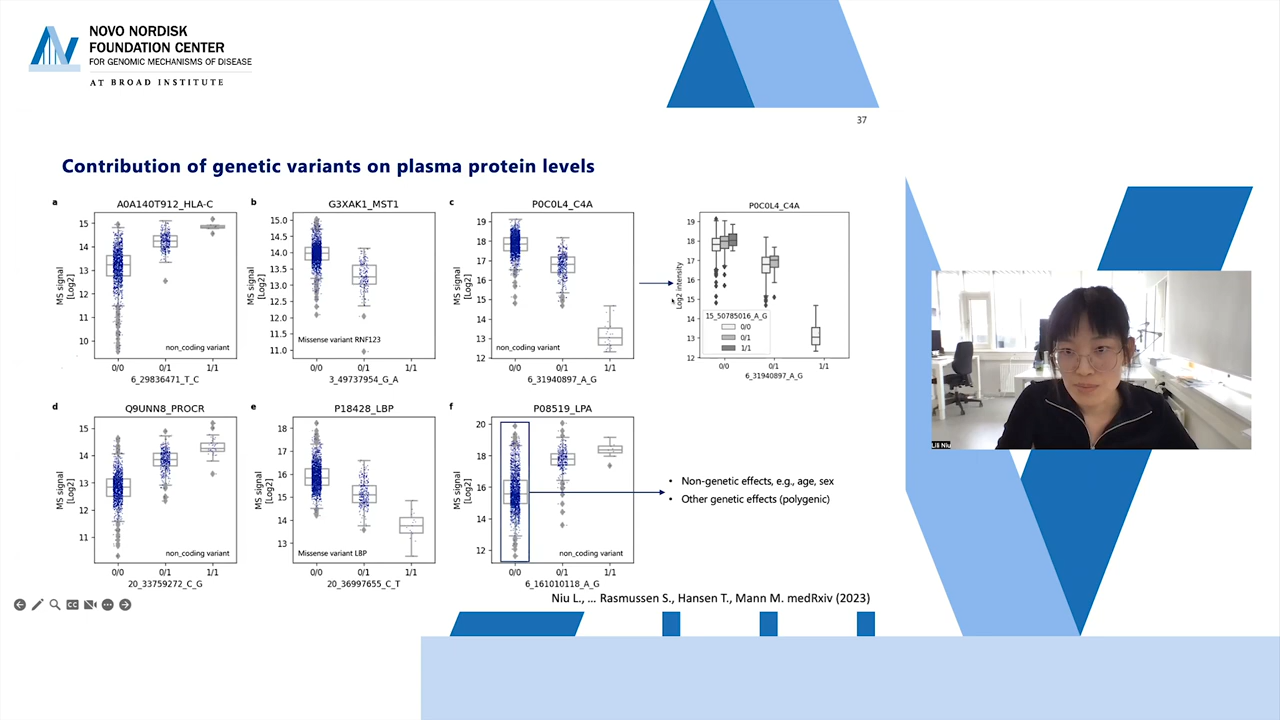 NOVO NORDISK
FOUNDATION CENTER
FOR GENOMIC MECHANISMS OF DISEASE
AT BROAD INSTITUTE
37
Contribution of genetic variants on plasma protein levels
a
A0A140T912_HLA-C
MS signal
[Log2]
15
14
13
12
11
10
non_coding variant
0/0 0/1 1/1
6_29836471_T_C
b
G3XAK1_MST1
MS signal
[Log2]
15.0
14.5
14.0
13.5
13.0
12.5
12.0
11.5
11.0
Missense variant RNF123
0/0 0/1 1/1
3_49737954_G_A
c
P0C0L4_C4A
MS signal
[Log2]
19
18
17
16
15
14
13
12
non_coding variant
0/0 0/1 1/1
6_31940897_A_G
P0C0L4_C4A
Log2 intensity
19
18
17
16
15
14
13
12
15_50785016_A_G
0/0
0/1
1/1
0/0 0/1 1/1
6_31940897_A_G
d
Q9UNN8_PROCR
MS signal
[Log2]
15
14
13
12
11
non_coding variant
0/0 0/1 1/1
20_33759272_C_G
e
P18428_LBP
MS signal
[Log2]
18
17
16
15
14
13
Missense variant LBP
0/0 0/1 1/1
20_36997655_C_T
f
P08519_LPA
MS signal
[Log2]
20
18
16
14
12
non_coding variant
0/0 0/1 1/1
6_161010118_A_G
• Non-genetic effects, e.g., age, sex
• Other genetic effects (polygenic)
Niu L., ... Rasmussen S., Hansen T., Mann M. medRxiv (2023)
CC
Lili Niu